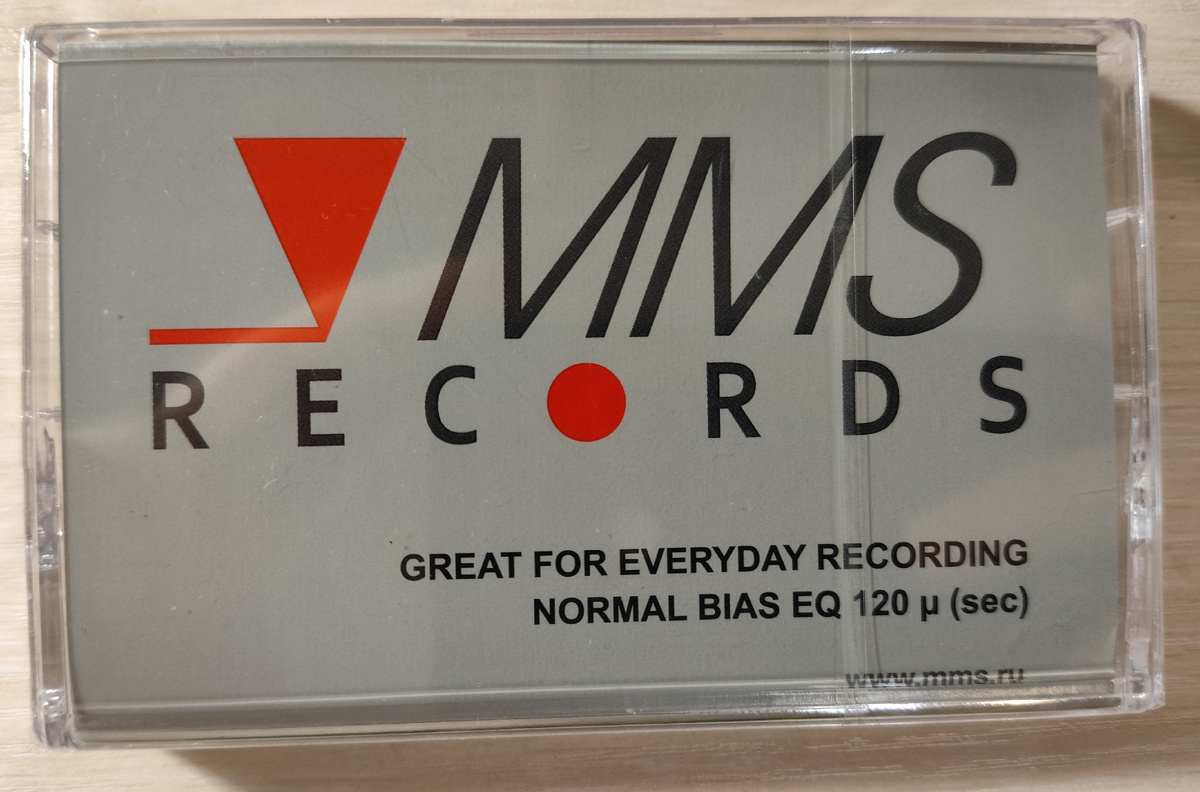 MMS
RECORDS
GREAT FOR EVERYDAY RECORDING
NORMAL BIAS EQ 120 µ (sec)
www.mms.ru